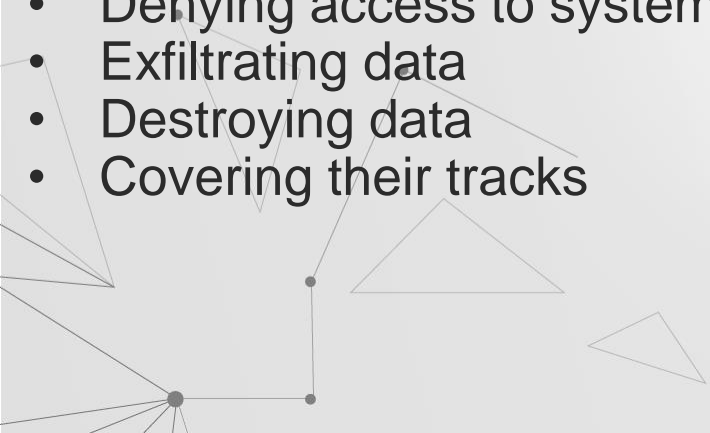 • Denying access to system
• Exfiltrating data
• Destroying data
• Covering their tracks